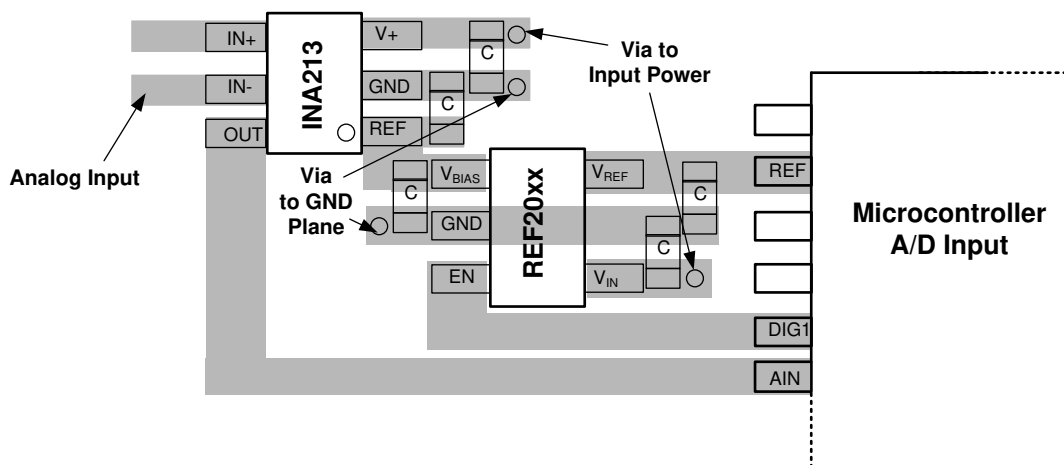 IN+
V+
C
Via to
Input Power
IN-
GND
C
INA213
OUT
REF
Analog Input
Via
to GND
Plane
VBIAS
VREF
C
C
REF
GND
C
REF20xx
Microcontroller
A/D Input
EN
VIN
DIG1
AIN